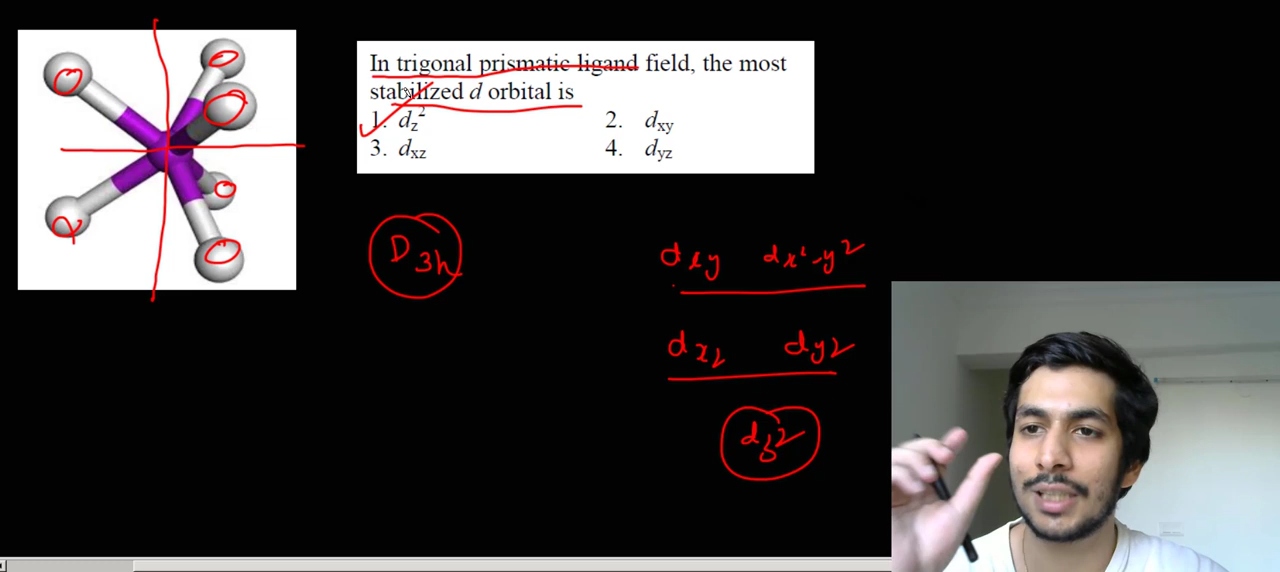 In trigonal prismatic ligand field, the most
stabilized d orbital is
1. dz²
2. dxy
3. dxz
4. dyz
D3h
dxy dx²-y²
dxz dyz
dz²